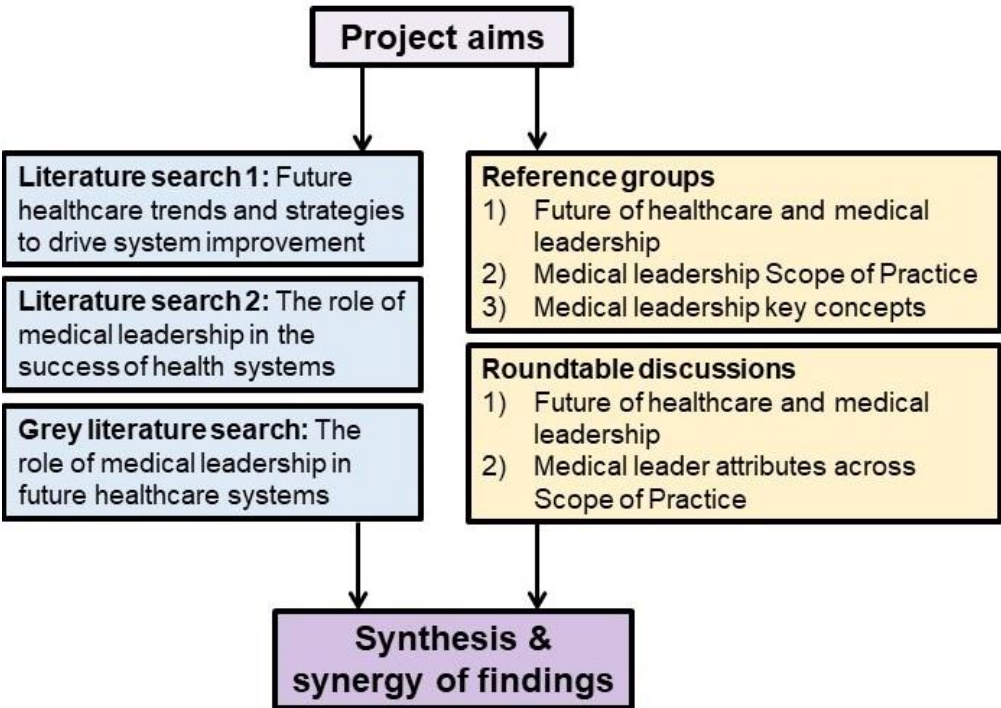 Project aims
Literature search 1: Future
healthcare trends and strategies
to drive system improvement
Literature search 2: The role of
medical leadership in the
success of health systems
Grey literature search: The
role of medical leadership in
future healthcare systems
Reference groups
1) Future of healthcare and medical
leadership
2) Medical leadership Scope of Practice
3) Medical leadership key concepts
Roundtable discussions
1) Future of healthcare and medical
leadership
2) Medical leader attributes across
Scope of Practice
Synthesis &
synergy of findings